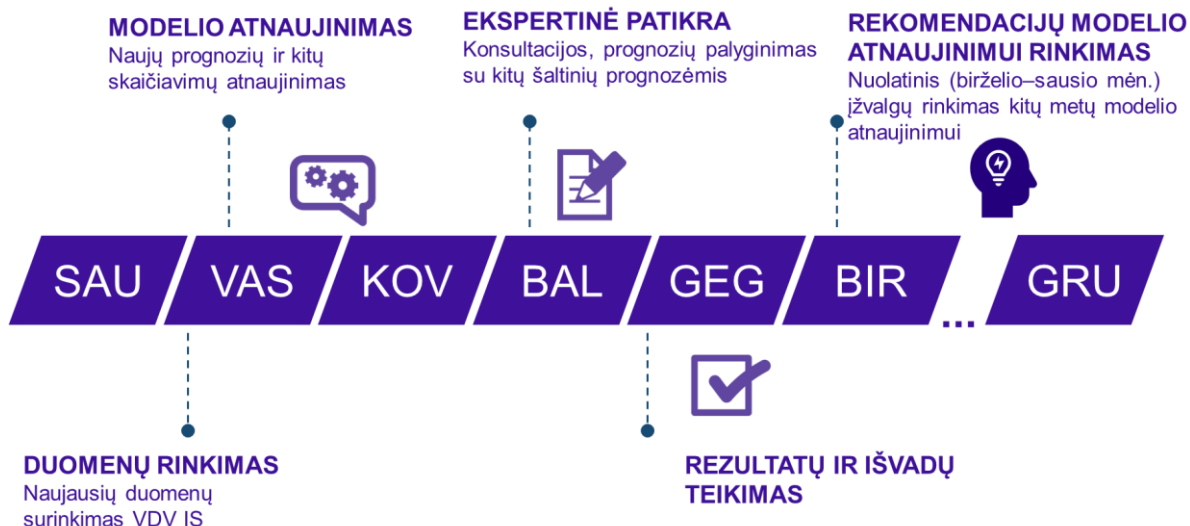 MODELIO ATNAUJINIMAS
Naujų prognozių ir kitų
skaičiavimų atnaujinimas
EKSPERTINĖ PATIKRA
Konsultacijos, prognozių palyginimas
su kitų šaltinių prognozėmis
REKOMENDACIJŲ MODELIO
ATNAUJINIMUI RINKIMAS
Nuolatinis (birželio–sausio mėn.)
įžvalgų rinkimas kitų metų modelio
atnaujinimui
SAU
VAS
KOV
BAL
GEG
BIR
...
GRU
DUOMENŲ RINKIMAS
Naujausių duomenų
surinkimas VDV IS
REZULTATŲ IR IŠVADŲ
TEIKIMAS